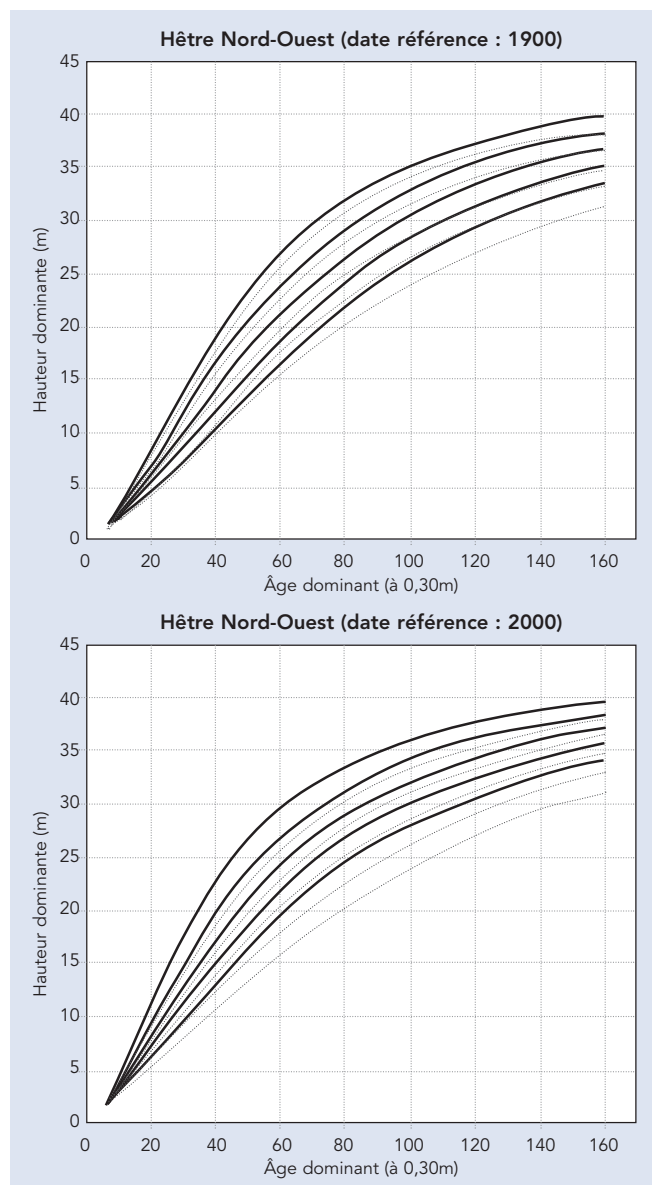 Hêtre Nord-Ouest (date référence : 1900)
Hauteur dominante (m)
45
40
35
30
25
20
15
10
5
0
0 20 40 60 80 100 120 140 160
Âge dominant (à 0,30m)
Hêtre Nord-Ouest (date référence : 2000)
Hauteur dominante (m)
45
40
35
30
25
20
15
10
5
0
0 20 40 60 80 100 120 140 160
Âge dominant (à 0,30m)